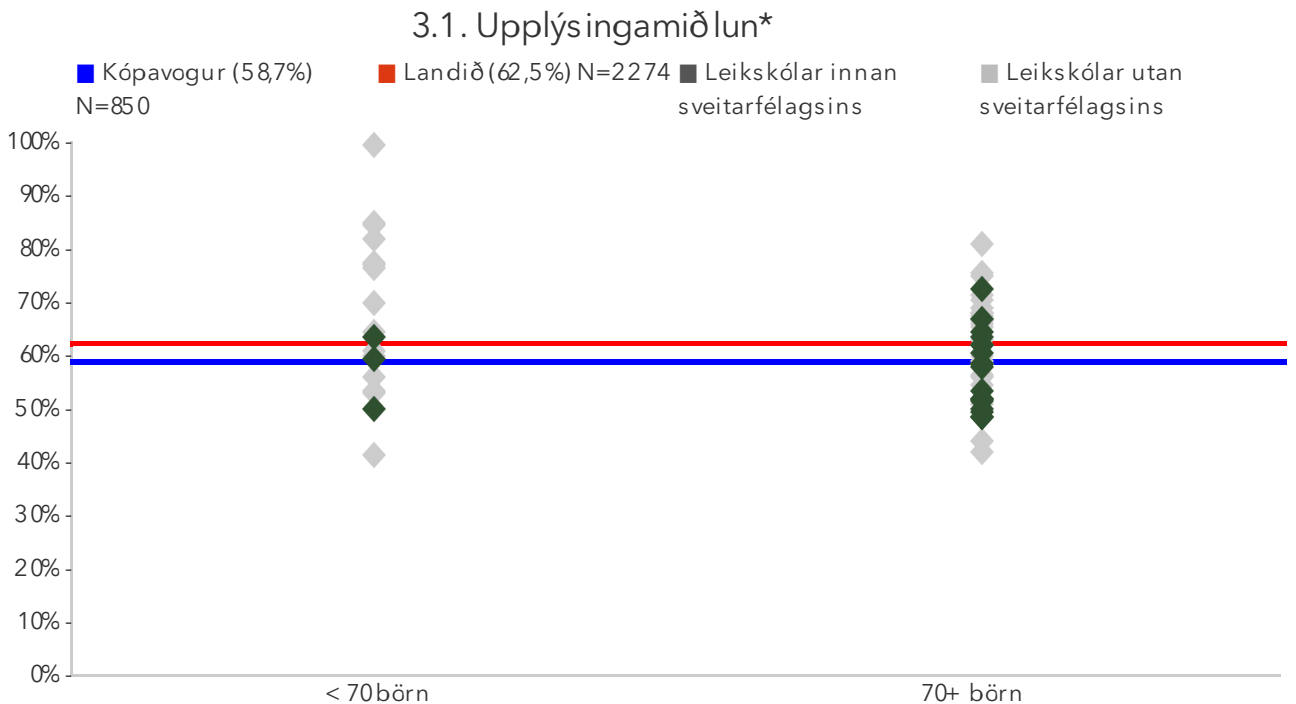 3.1. Upplýsingamiðlun*
Kópavogur (58,7%) N=850
Landið (62,5%) N=2274
Leikskólar innan sveitarfélagsins
Leikskólar utan sveitarfélagsins
100%
90%
80%
70%
60%
50%
40%
30%
20%
10%
0%
< 70 börn
70+ börn